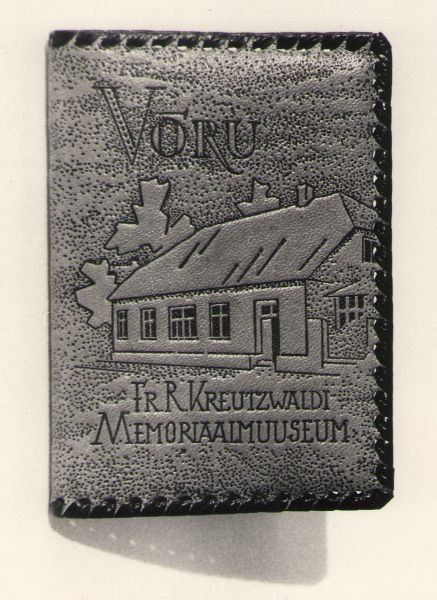 VÕRU
FR. R. KREUTZWALDI
MEMORIAALMUUSEUM